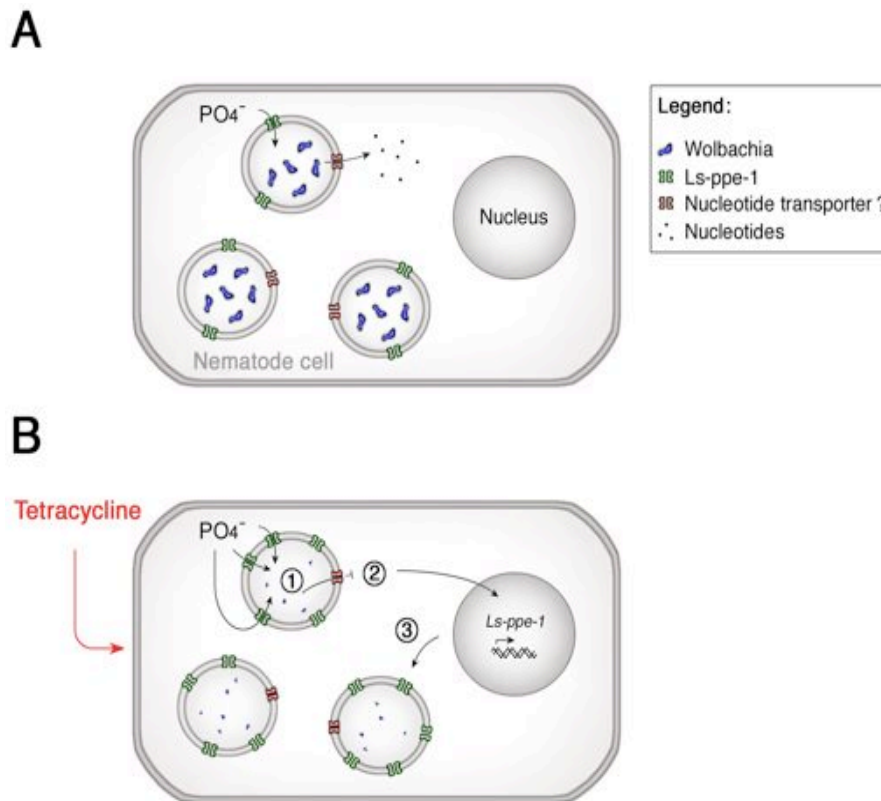 A
PO4-
Nucleus
Nematode cell
Legend:
Wolbachia
Ls-ppe-1
Nucleotide transporter?
Nucleotides
B
Tetracycline
PO4-
1
2
3
Ls-ppe-1